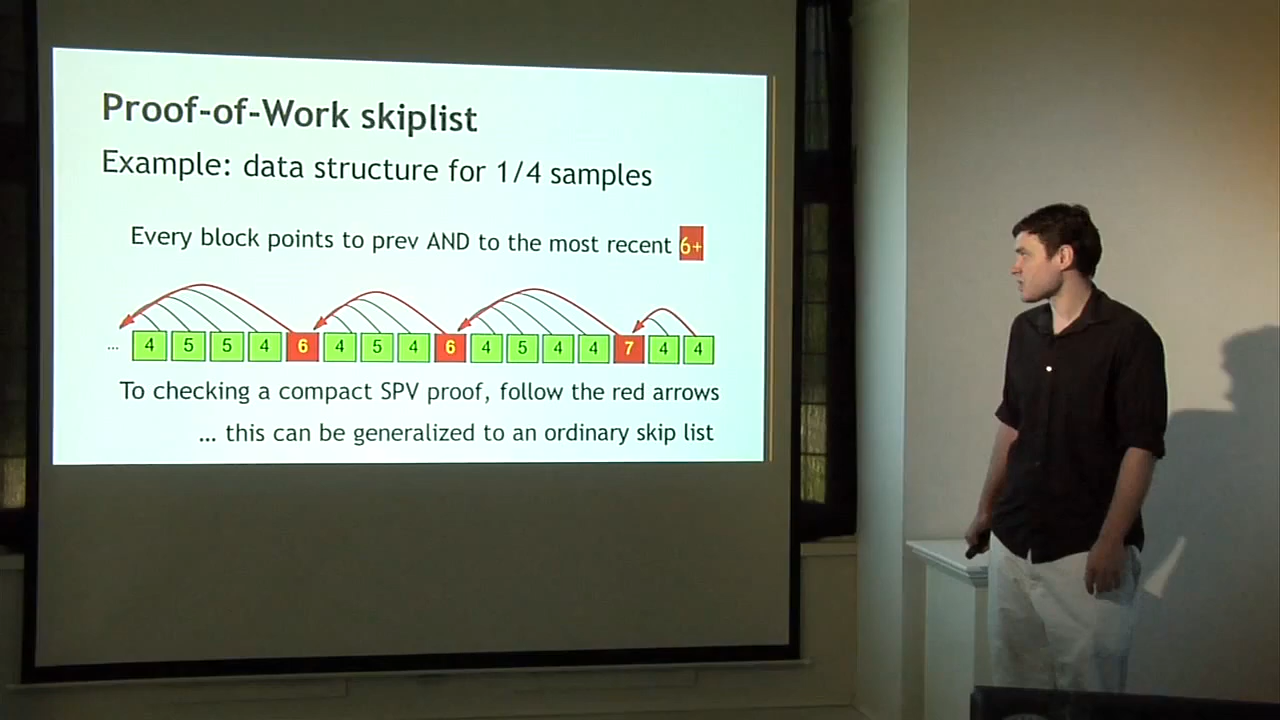 Proof-of-Work skiplist
Example: data structure for 1/4 samples
Every block points to prev AND to the most recent 6+
... 4 5 5 4 6 4 5 4 6 4 5 4 4 7 4 4
To checking a compact SPV proof, follow the red arrows
... this can be generalized to an ordinary skip list